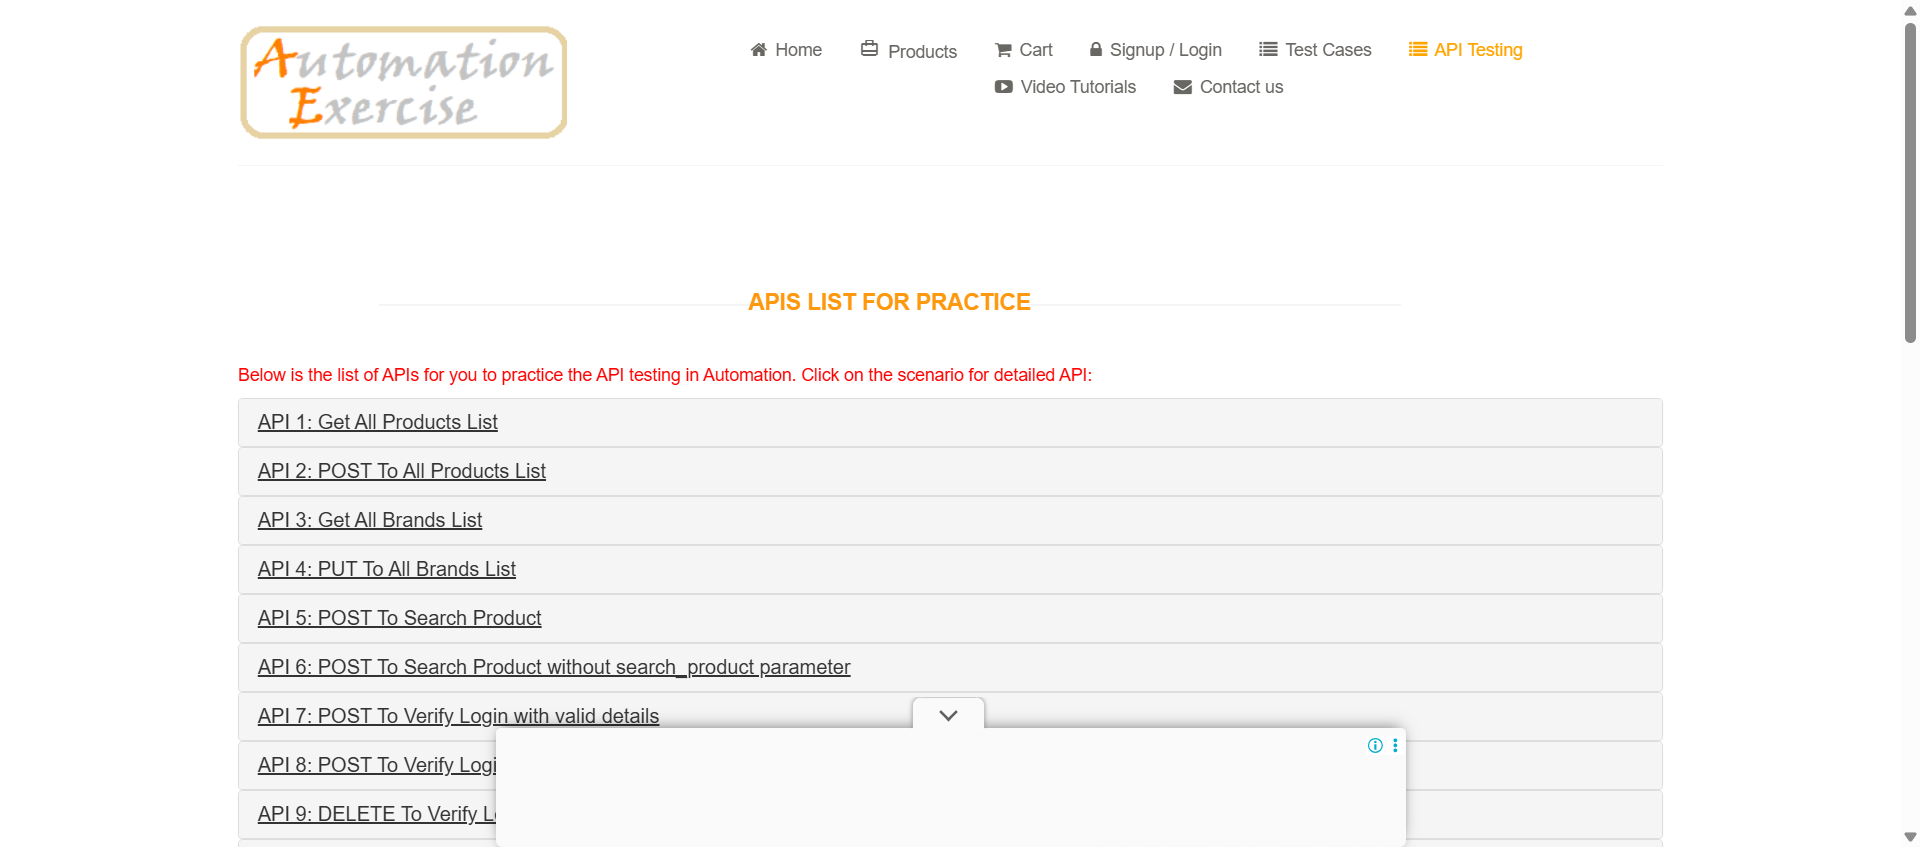 Automation
Exercise
Home
Products
Cart
Signup / Login
Test Cases
API Testing
Video Tutorials
Contact us
APIS LIST FOR PRACTICE
Below is the list of APIs for you to practice the API testing in Automation. Click on the scenario for detailed API:
API 1: Get All Products List
API 2: POST To All Products List
API 3: Get All Brands List
API 4: PUT To All Brands List
API 5: POST To Search Product
API 6: POST To Search Product without search_product parameter
API 7: POST To Verify Login with valid details
API 8: POST To Verify Logi
API 9: DELETE To Verify L